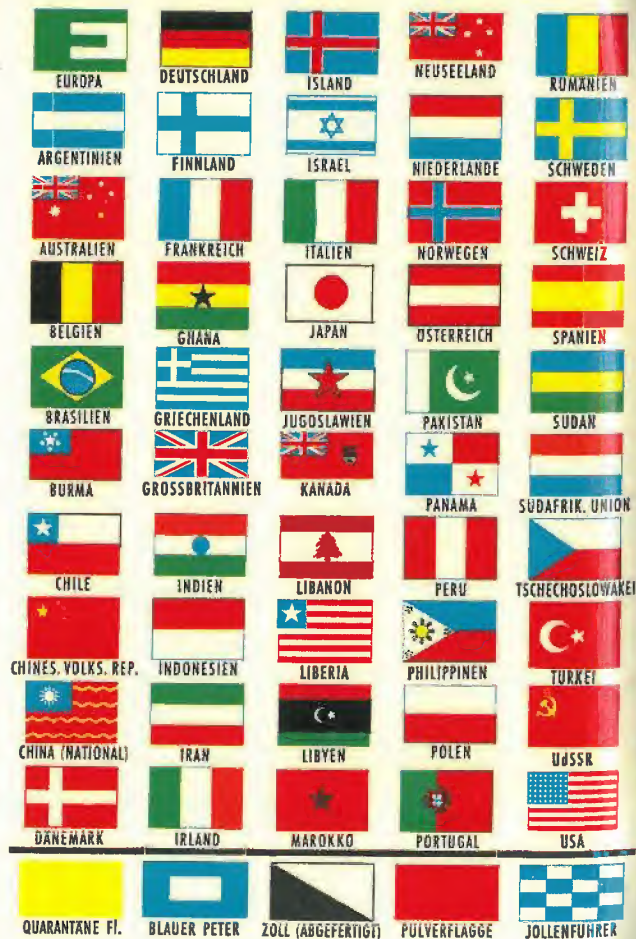 EUROPA
DEUTSCHLAND
ISLAND
NEUSEELAND
RUMÄNIEN
ARGENTINIEN
FINNLAND
ISRAEL
NIEDERLANDE
SCHWEDEN
AUSTRALIEN
FRANKREICH
ITALIEN
NORWEGEN
SCHWEIZ
BELGIEN
GHANA
JAPAN
ÖSTERREICH
SPANIEN
BRASILIEN
GRIECHENLAND
JUGOSLAWIEN
PAKISTAN
SUDAN
BURMA
GROSSBRITANNIEN
KANADA
PANAMA
SÜDAFRIK. UNION
CHILE
INDIEN
LIBANON
PERU
TSCHECHOSLOWAKEI
CHINES. VOLKS. REP.
INDONESIEN
LIBERIA
PHILIPPINEN
TÜRKEI
CHINA (NATIONAL)
IRAN
LIBYEN
POLEN
UdSSR
DÄNEMARK
IRLAND
MAROKKO
PORTUGAL
USA
QUARANTÄNE Fl.
BLAUER PETER
ZOLL (ABGEFERTIGT)
PULVERFLAGGE
JOLLENFÜHRER